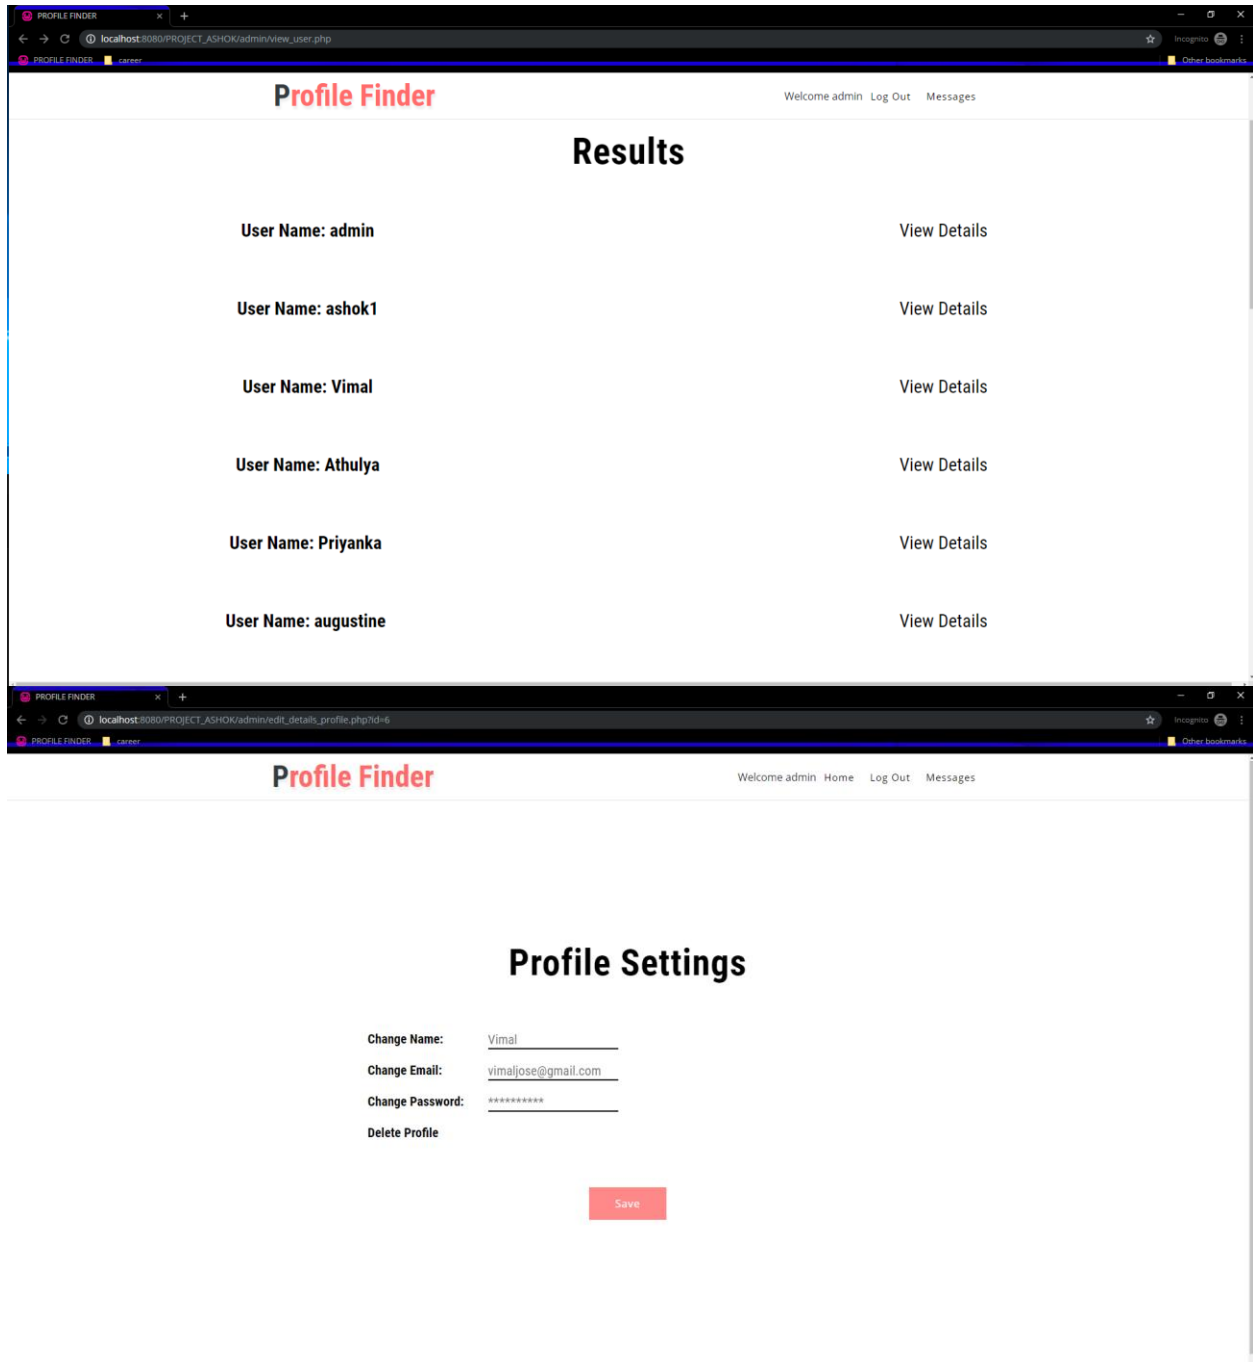 PROFILE FINDER
localhost:8080/PROJECT_ASHOK/admin/view_user.php
Incognito
PROFILE FINDER career Other bookmarks
Profile Finder Welcome admin Log Out Messages
Results
User Name: admin View Details
User Name: ashok1 View Details
User Name: Vimal View Details
User Name: Athulya View Details
User Name: Priyanka View Details
User Name: augustine View Details
PROFILE FINDER
localhost:8080/PROJECT_ASHOK/admin/edit_details_profile.php?id=6 Incognito
PROFILE FINDER career Other bookmarks
Profile Finder Welcome admin Home Log Out Messages
Profile Settings
Change Name: Vimal
Change Email: vimaljose@gmail.com
Change Password: **********
Delete Profile
Save